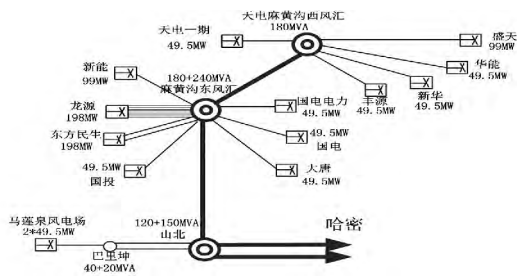 天电麻黄沟西风汇
180MVA
天电一期
49.5MW
盛天
99MW
华能
49.5MW
新华
49.5MW
丰源
49.5MW
新能
99MW
180+240MVA
麻黄沟东风汇
国电电力
49.5MW
龙源
198MW
东方民生
198MW
49.5MW
国电
49.5MW
国投
大唐
49.5MW
马莲泉风电场
2*49.5MW
120+150MVA
山北
哈密
巴里坤
40+20MVA